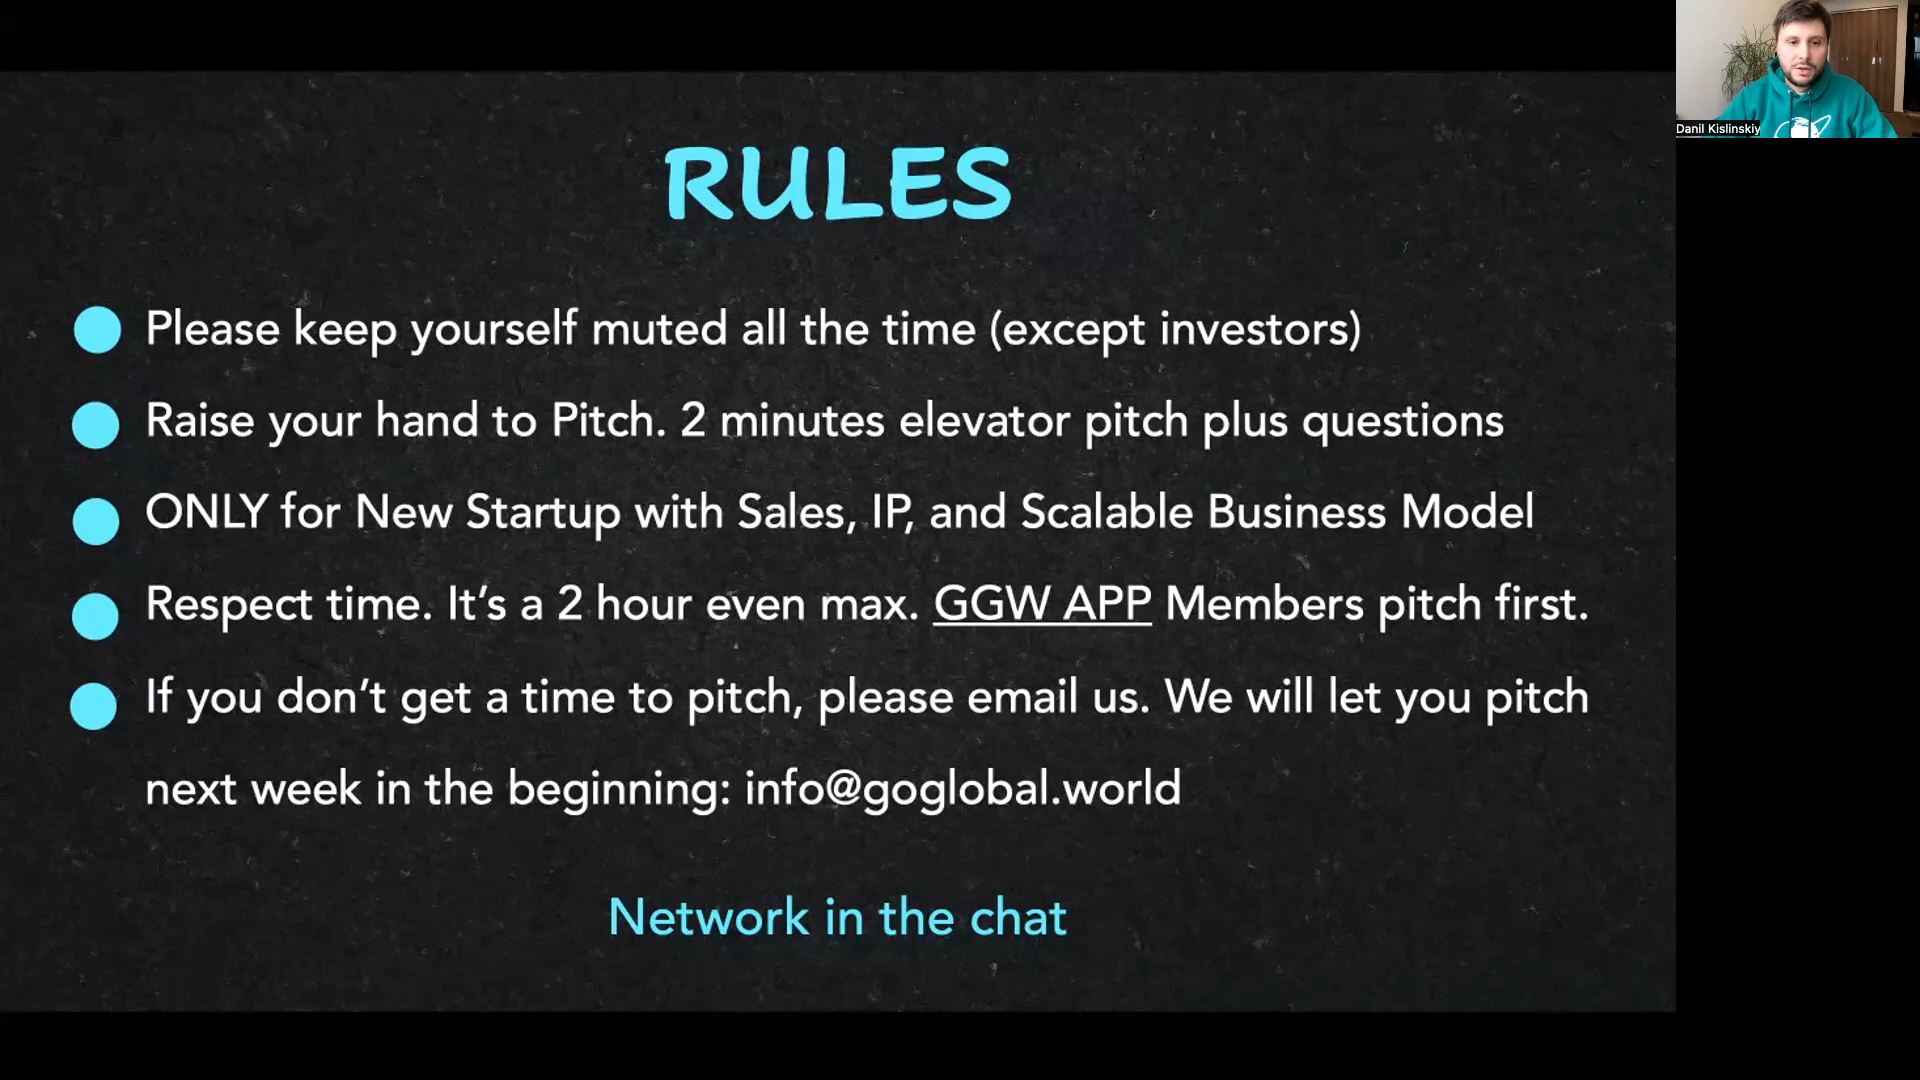 Danil Kislinskiy
RULES
Please keep yourself muted all the time (except investors)
Raise your hand to Pitch. 2 minutes elevator pitch plus questions
ONLY for New Startup with Sales, IP, and Scalable Business Model
Respect time. It’s a 2 hour even max. GGW APP Members pitch first.
If you don’t get a time to pitch, please email us. We will let you pitch
next week in the beginning: info@goglobal.world
Network in the chat